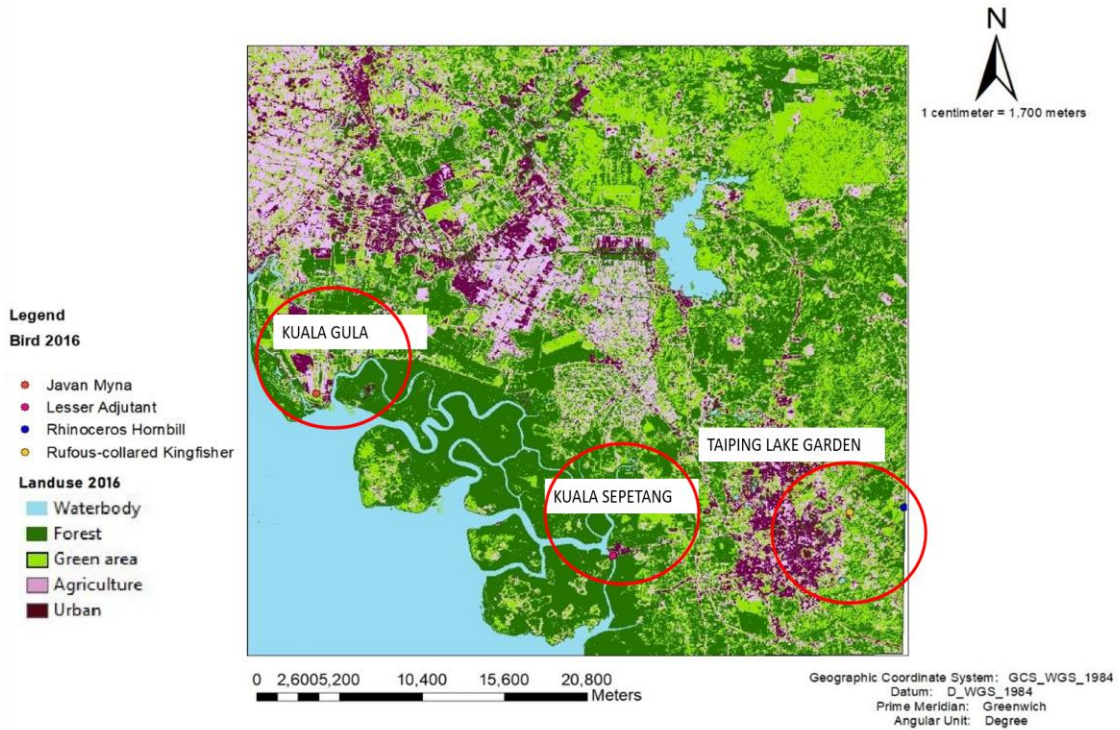 N
1 centimeter = 1,700 meters
Legend
Bird 2016
Javan Myna
Lesser Adjutant
Rhinoceros Hornbill
Rufous-collared Kingfisher
Landuse 2016
Waterbody
Forest
Green area
Agriculture
Urban
KUALA GULA
KUALA SEPETANG
TAIPING LAKE GARDEN
0 2,6005,200 10,400 15,600 20,800
Meters
Geographic Coordinate System: GCS_WGS_1984
Datum: D_WGS_1984
Prime Meridian: Greenwich
Angular Unit: Degree